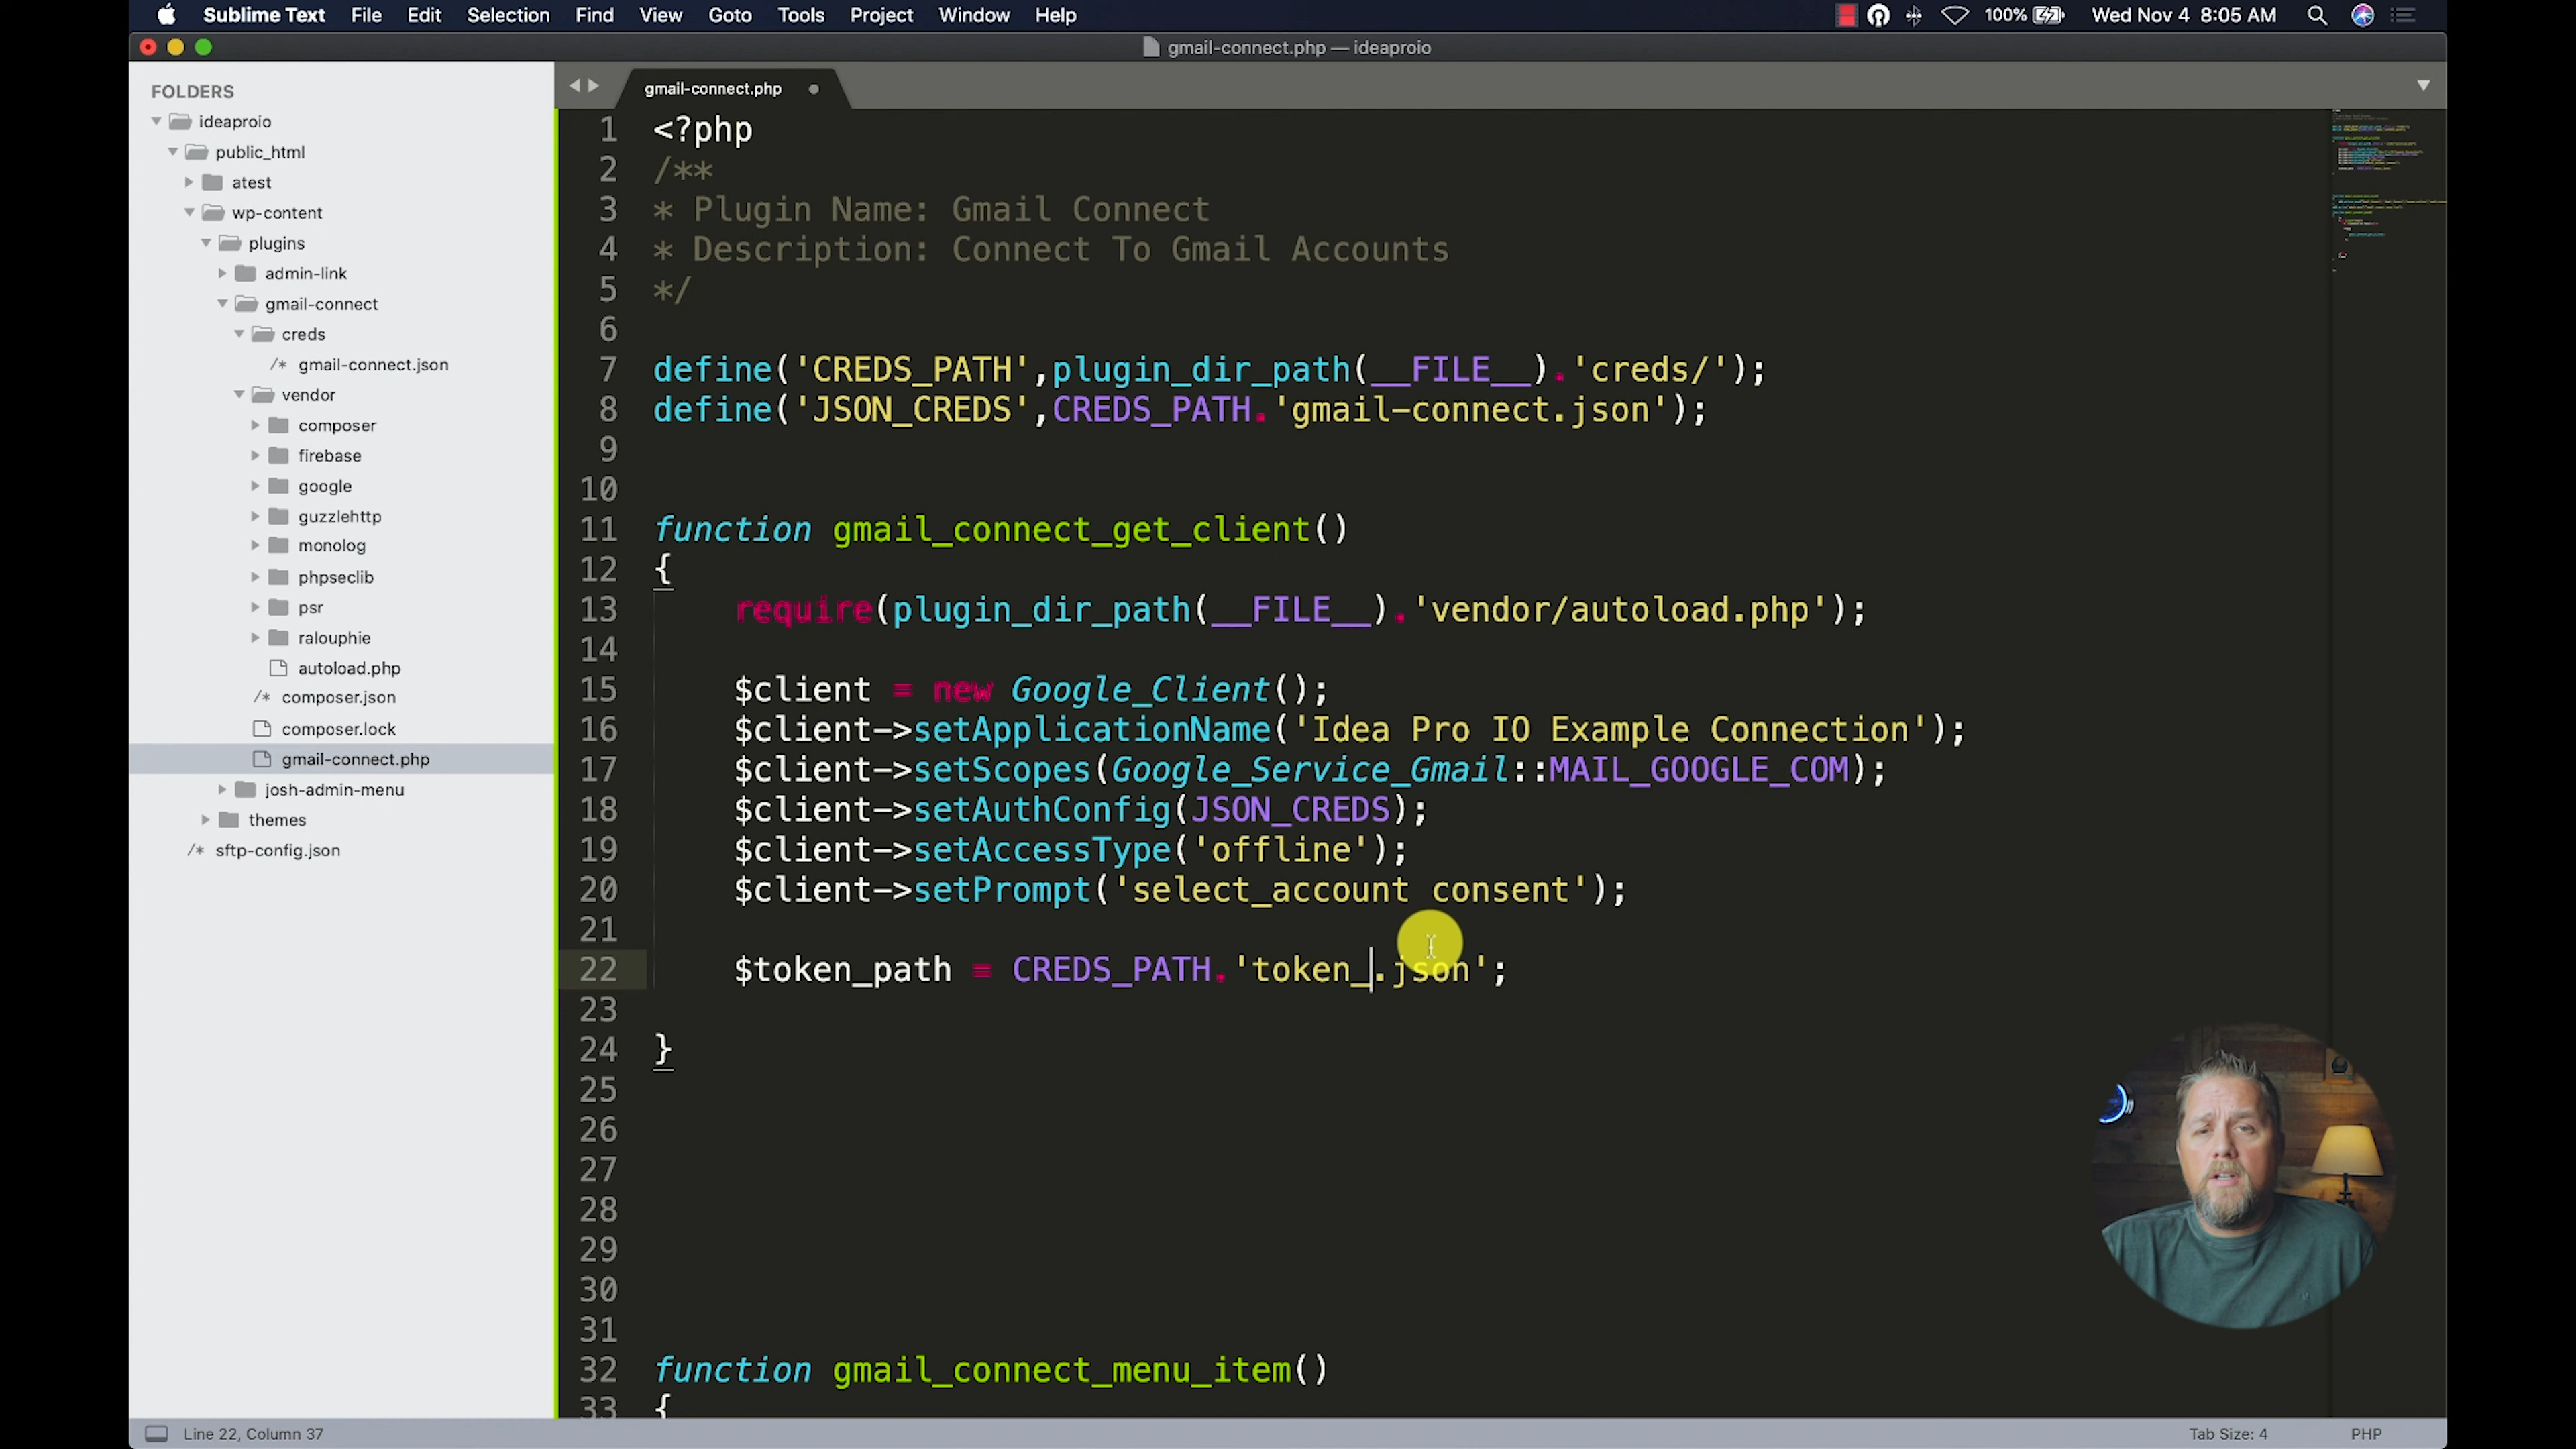 Sublime Text File Edit Selection Find View Goto Tools Project Window Help 100% Wed Nov 4 8:05 AM
gmail-connect.php — ideaproio
FOLDERS
ideaproio
public_html
atest
wp-content
plugins
admin-link
gmail-connect
creds
/* gmail-connect.json
vendor
composer
firebase
google
guzzlehttp
monolog
phpseclib
psr
ralouphie
autoload.php
/* composer.json
composer.lock
gmail-connect.php
josh-admin-menu
themes
/* sftp-config.json
gmail-connect.php
1 <?php
2 /**
3 * Plugin Name: Gmail Connect
4 * Description: Connect To Gmail Accounts
5 */
6
7 define('CREDS_PATH',plugin_dir_path(__FILE__).'creds/');
8 define('JSON_CREDS',CREDS_PATH.'gmail-connect.json');
9
10
11 function gmail_connect_get_client()
12 {
13 require(plugin_dir_path(__FILE__).'vendor/autoload.php');
14
15 $client = new Google_Client();
16 $client->setApplicationName('Idea Pro IO Example Connection');
17 $client->setScopes(Google_Service_Gmail::MAIL_GOOGLE_COM);
18 $client->setAuthConfig(JSON_CREDS);
19 $client->setAccessType('offline');
20 $client->setPrompt('select_account consent');
21
22 $token_path = CREDS_PATH.'token_.json';
23
24 }
25
26
27
28
29
30
31
32 function gmail_connect_menu_item()
33 {
Line 22, Column 37 Tab Size: 4 PHP